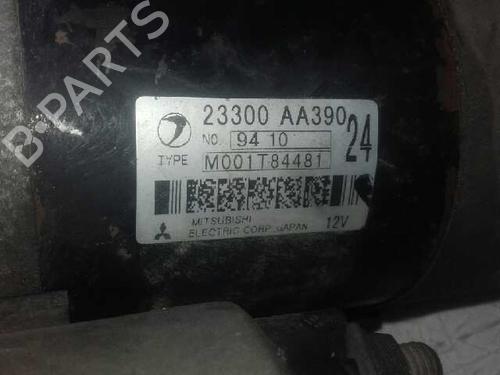 B-PARTS
23300 AA390
NO. 94 10
24
TYPE M001T84481
MITSUBISHI
ELECTRIC CORP. JAPAN 12V